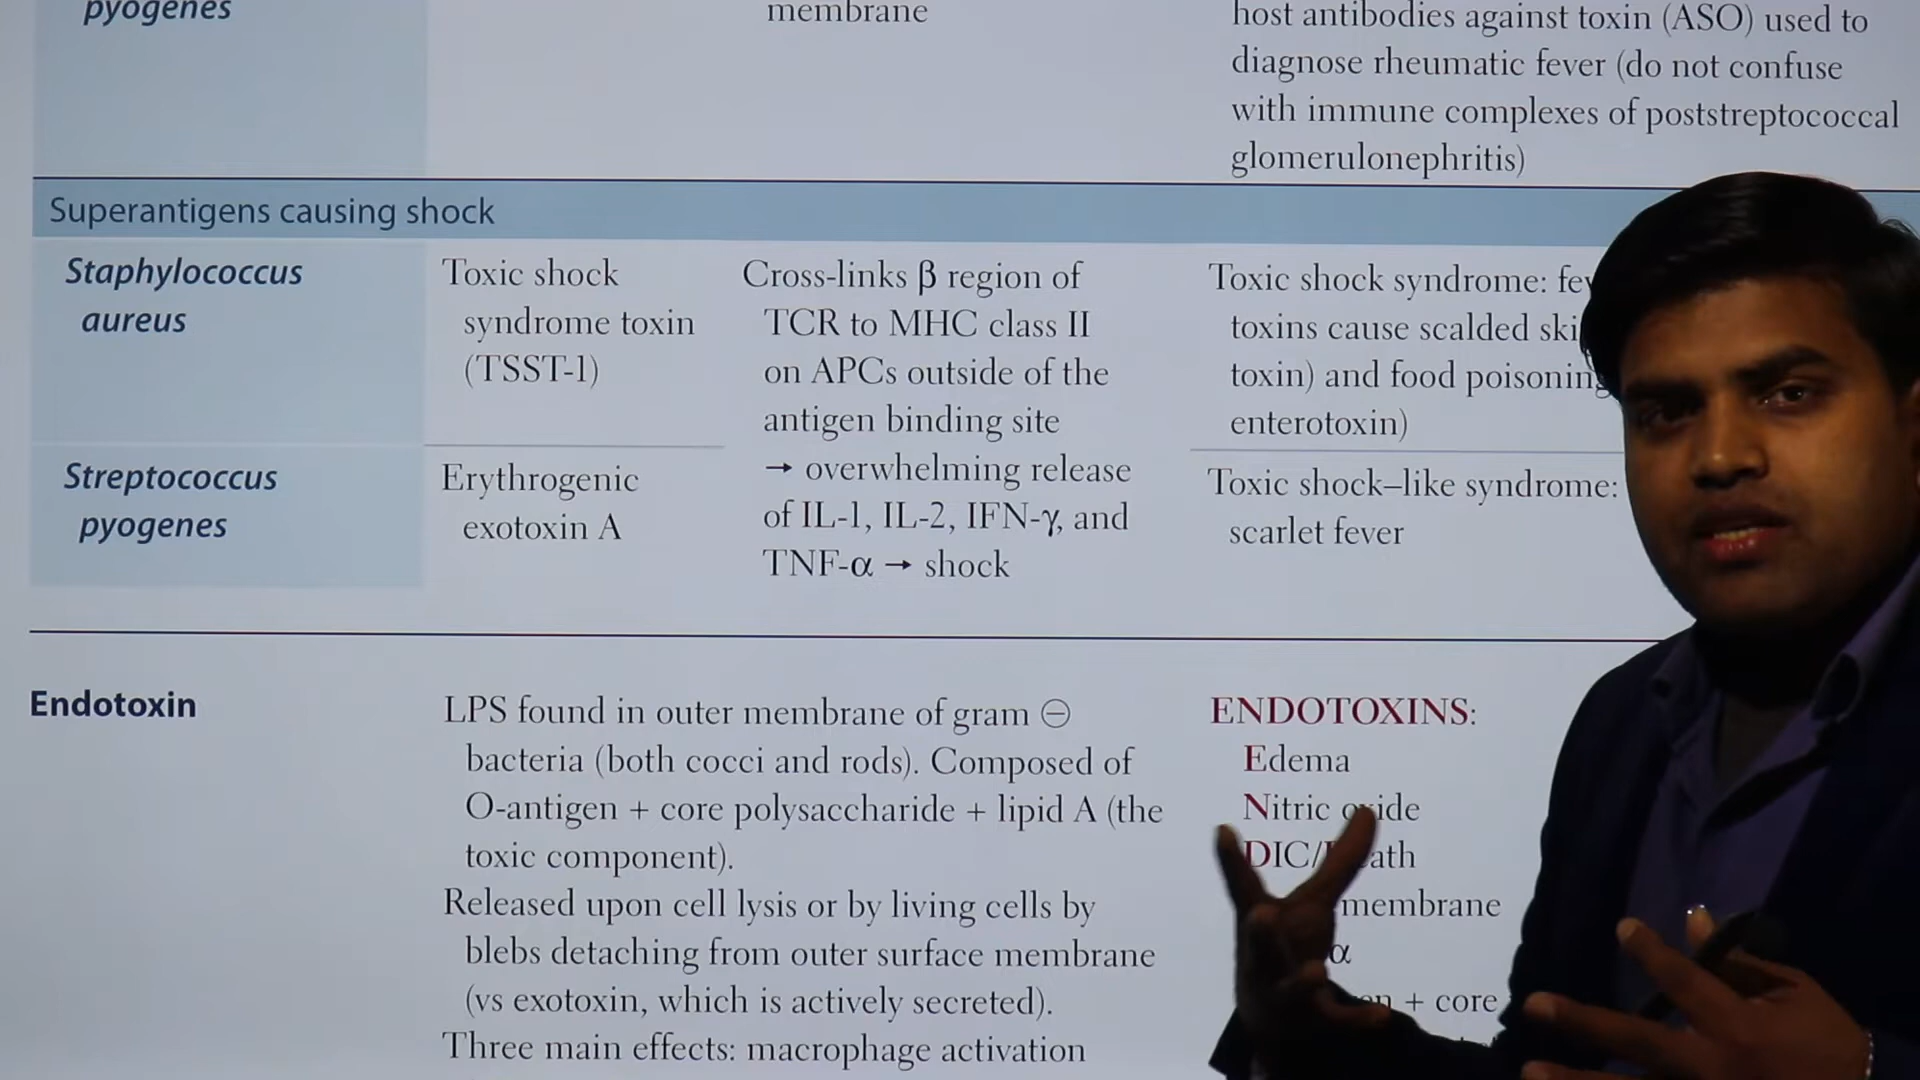 pyogenes
membrane
host antibodies against toxin (ASO) used to
diagnose rheumatic fever (do not confuse
with immune complexes of poststreptococcal
glomerulonephritis)
Superantigens causing shock
Staphylococcus
aureus
Toxic shock
syndrome toxin
(TSST-1)
Cross-links β region of
TCR to MHC class II
on APCs outside of the
antigen binding site
→ overwhelming release
of IL-1, IL-2, IFN-γ, and
TNF-α → shock
Toxic shock syndrome:
toxins cause scalded
toxin) and food poisoning
enterotoxin)
Streptococcus
pyogenes
Erythrogenic
exotoxin A
Toxic shock–like syndrome:
scarlet fever
Endotoxin
LPS found in outer membrane of gram ⊖
bacteria (both cocci and rods). Composed of
O-antigen + core polysaccharide + lipid A (the
toxic component).
Released upon cell lysis or by living cells by
blebs detaching from outer surface membrane
(vs exotoxin, which is actively secreted).
Three main effects: macrophage activation
ENDOTOXINS:
Edema
Nitric oxide
DIC/Death
membrane
α
+ core